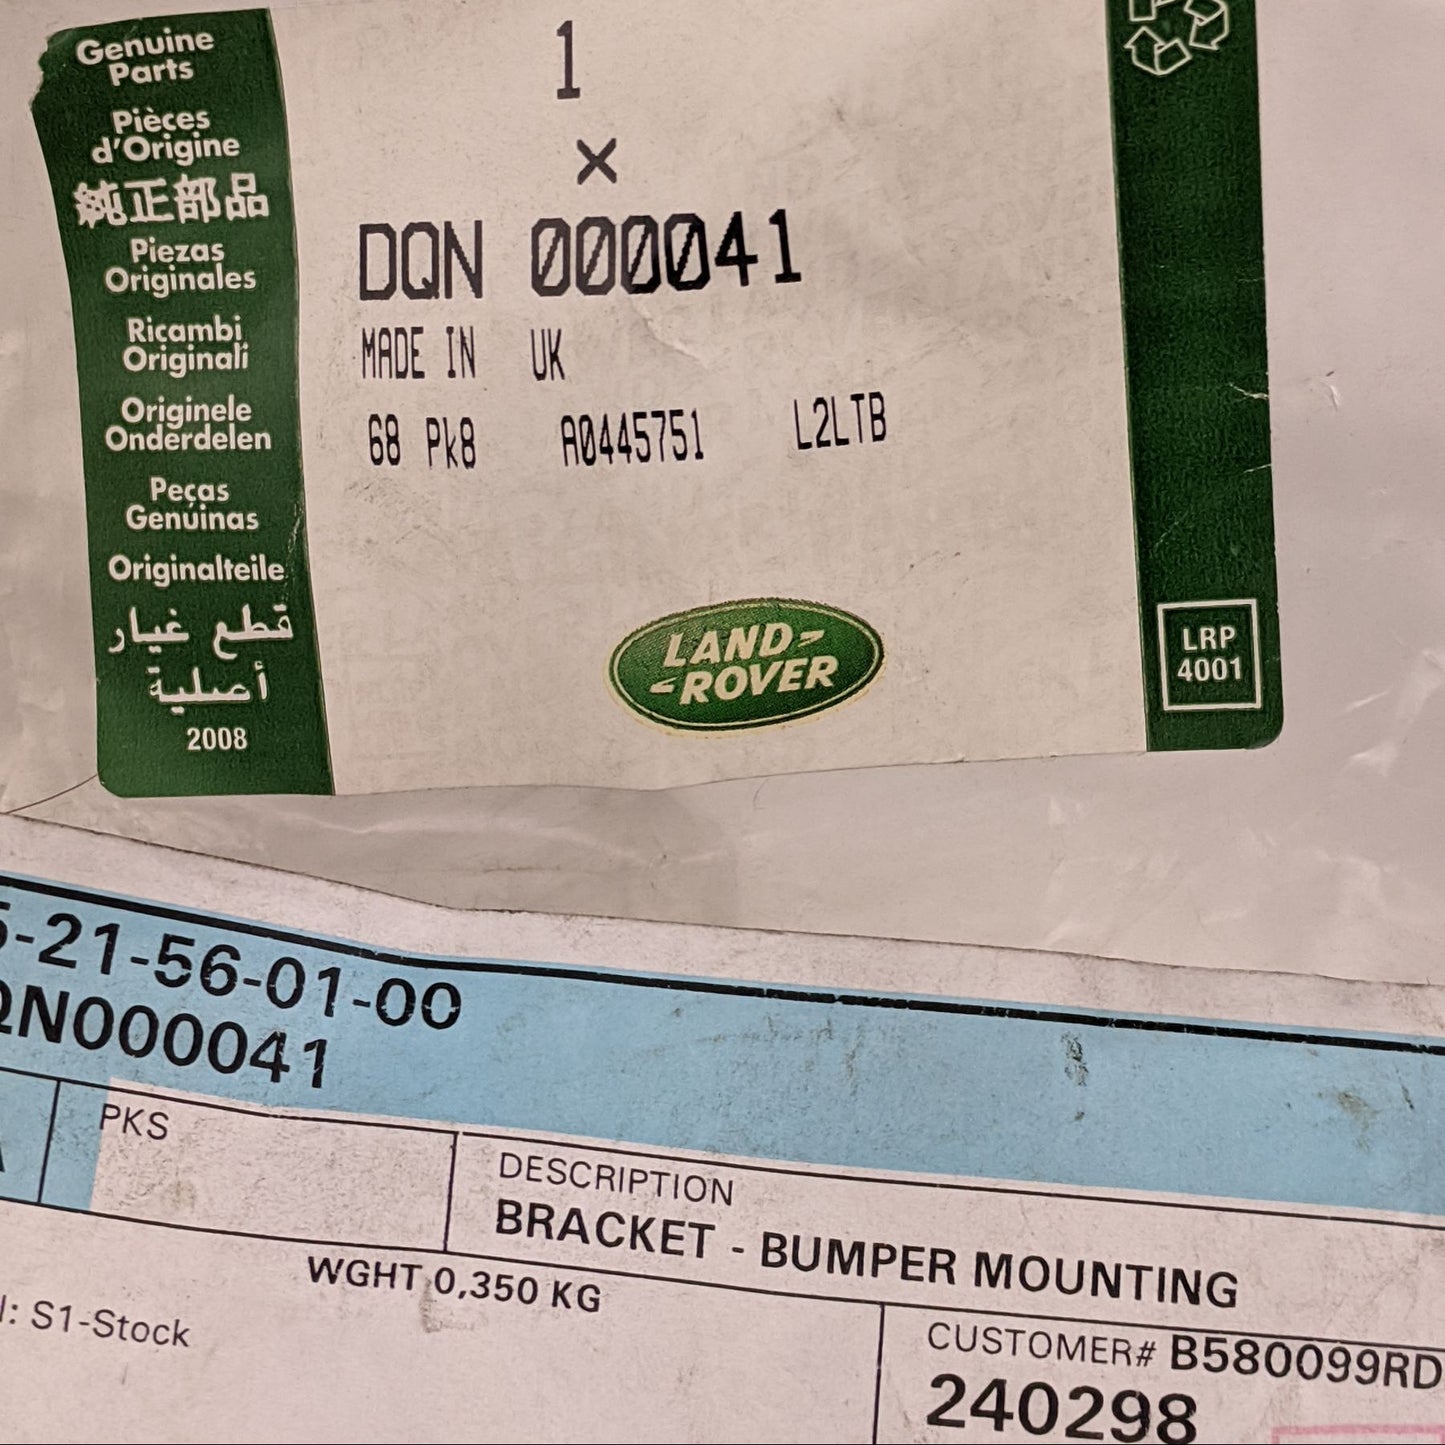 Genuine
Parts
Pièces
d'Origine
純正部品
Piezas
Originales
Ricambi
Originali
Originele
Onderdelen
Peças
Genúinas
Originalteile
قطع غيار
أصلية
2008
1
×
DQN 000041
MADE IN UK
68 Pk8 A0445751 L2LTB
LAND-
-ROVER
LRP
4001
-21-56-01-00
QN000041
PKS
DESCRIPTION
BRACKET - BUMPER MOUNTING
WGHT 0,350 KG
: S1-Stock
CUSTOMER# B580099RD
240298